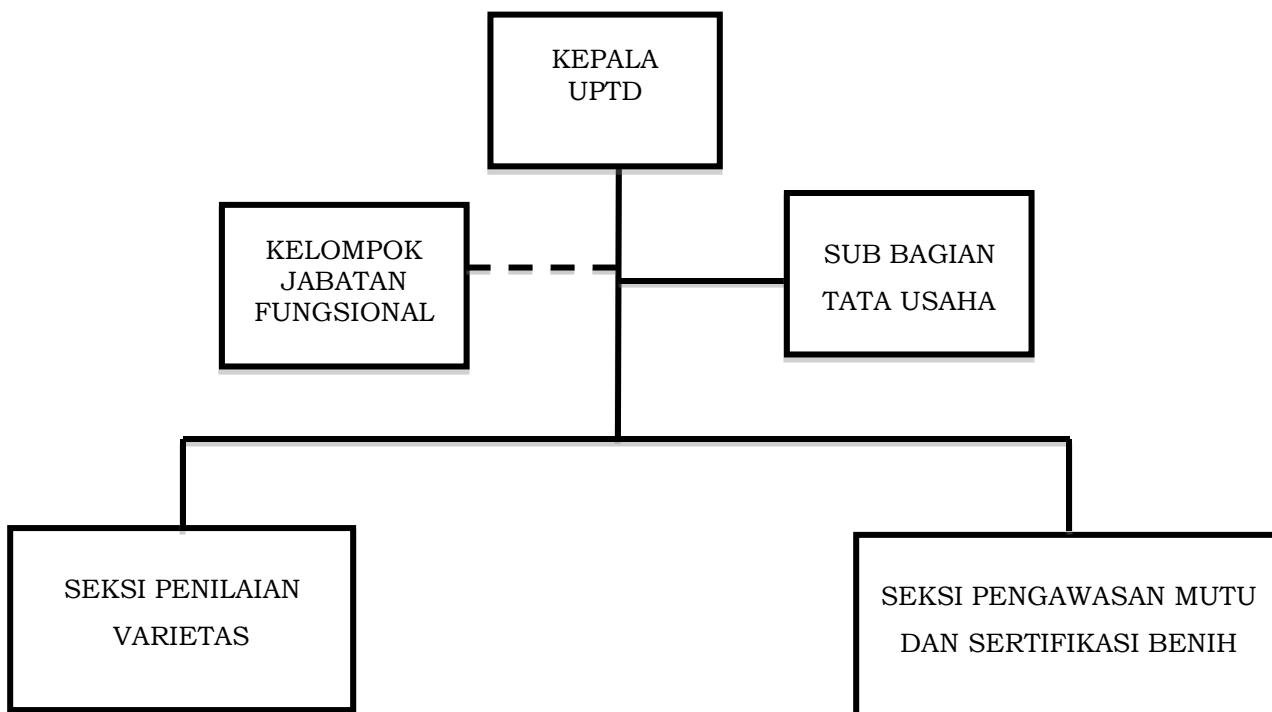 KEPALA
UPTD
KELOMPOK
JABATAN
FUNGSIONAL
SUB BAGIAN
TATA USAHA
SEKSI PENILAIAN
VARIETAS
SEKSI PENGAWASAN MUTU
DAN SERTIFIKASI BENIH